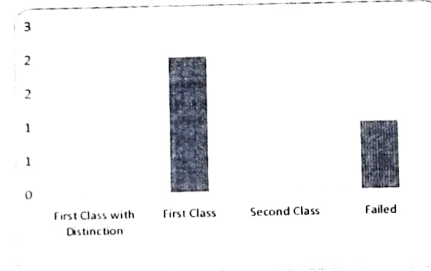 3
2
2
1
1
0
First Class with
Distinction
First Class
Second Class
Failed